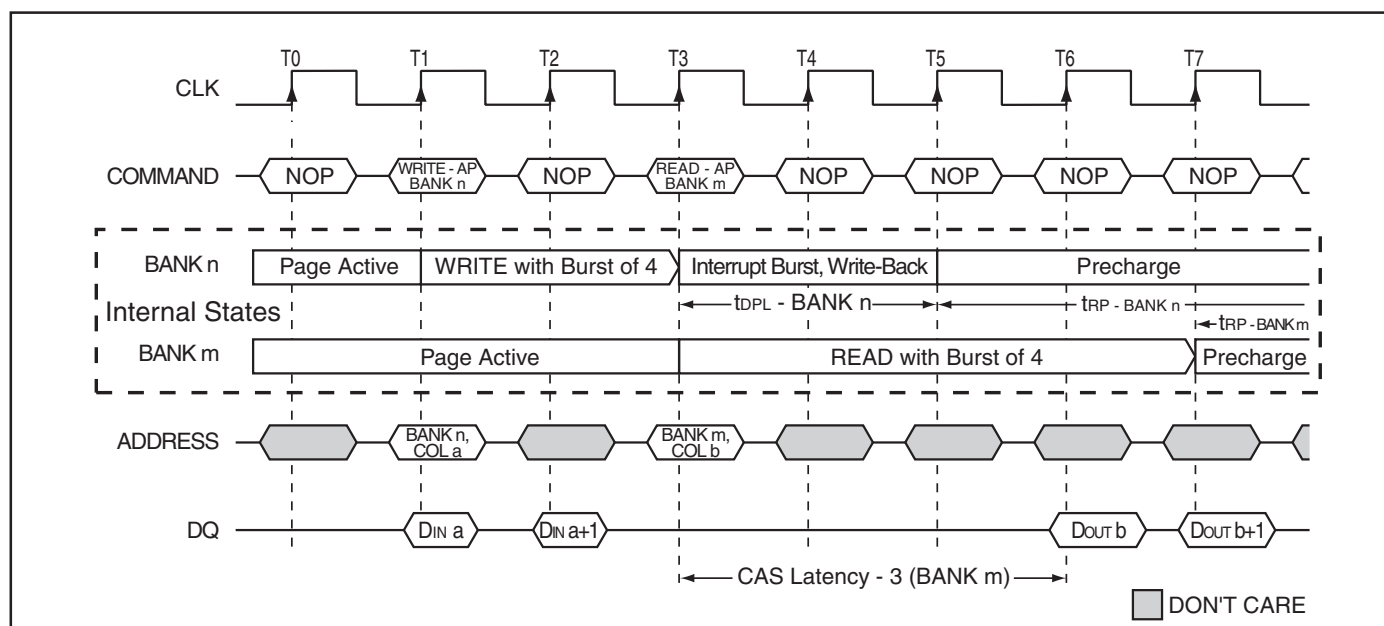 T0 T1 T2 T3 T4 T5 T6 T7
CLK
COMMAND NOP WRITE - AP BANK n NOP READ - AP BANK m NOP NOP NOP NOP
BANK n Page Active WRITE with Burst of 4 Interrupt Burst, Write-Back Precharge
tDPL - BANK n tRP - BANK n
Internal States
tRP - BANK m
BANK m Page Active READ with Burst of 4 Precharge
ADDRESS BANK n, COL a BANK m, COL b
DQ DIN a DIN a+1 DOUT b DOUT b+1
CAS Latency - 3 (BANK m)
DON'T CARE